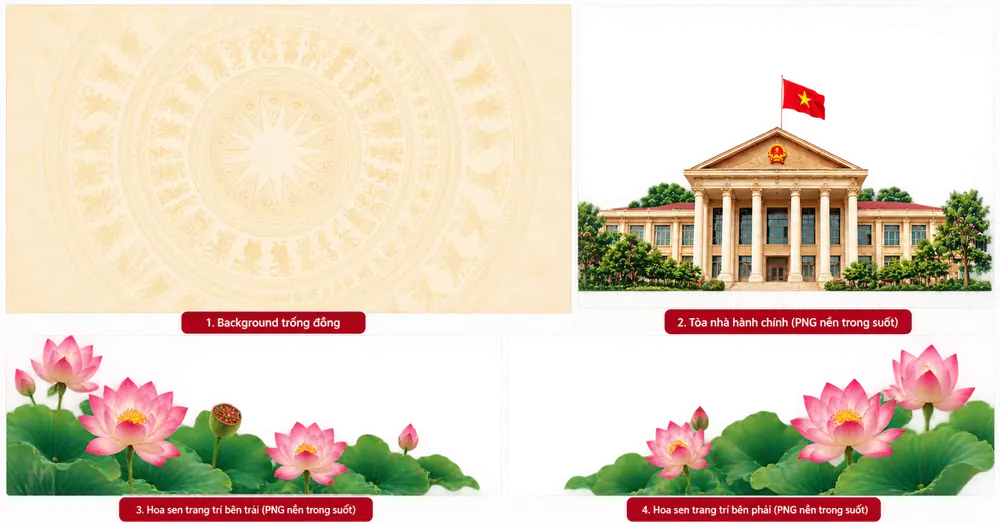 1. Background trống đồng
2. Tòa nhà hành chính (PNG nền trong suốt)
3. Hoa sen trang trí bên trái (PNG nền trong suốt)
4. Hoa sen trang trí bên phải (PNG nền trong suốt)